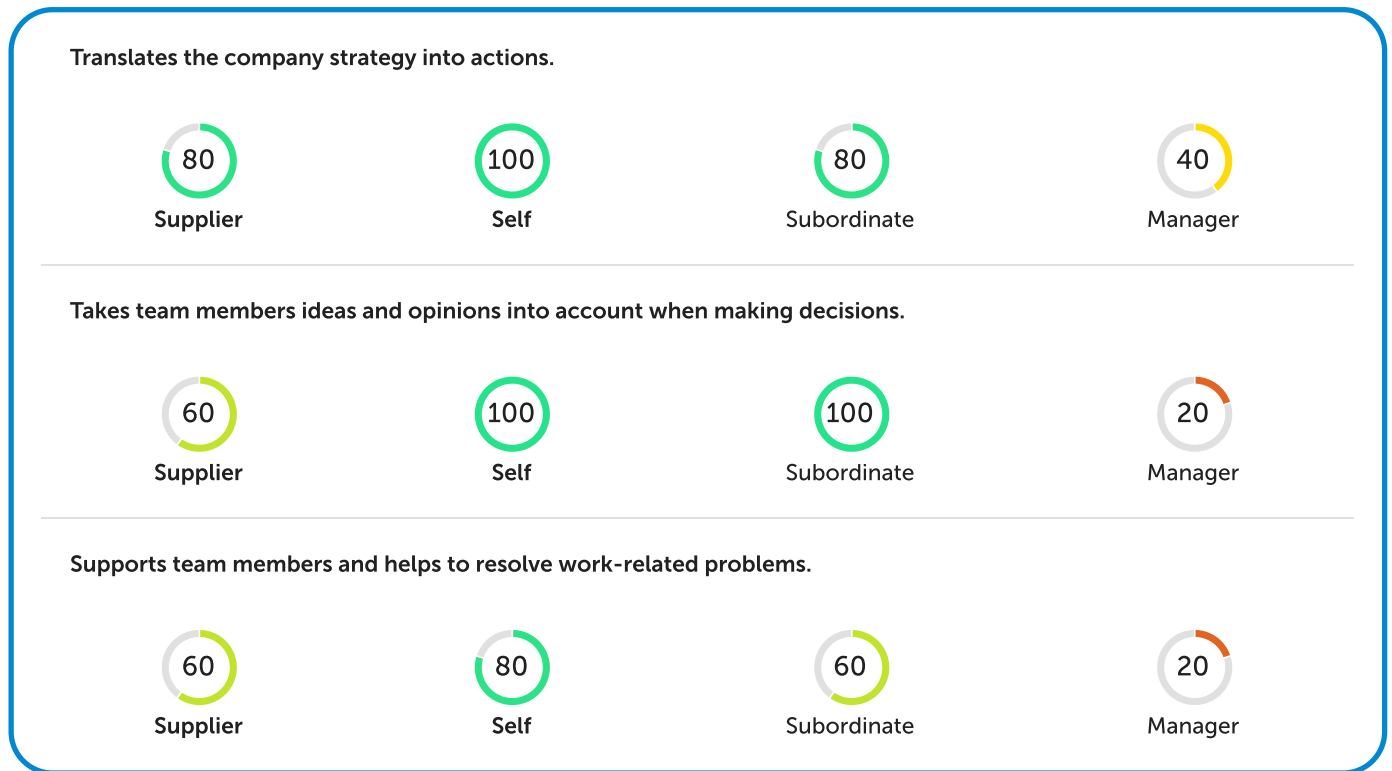 Translates the company strategy into actions.
80 100 80 40
Supplier Self Subordinate Manager
Takes team members ideas and opinions into account when making decisions.
60 100 100 20
Supplier Self Subordinate Manager
Supports team members and helps to resolve work-related problems.
60 80 60 20
Supplier Self Subordinate Manager